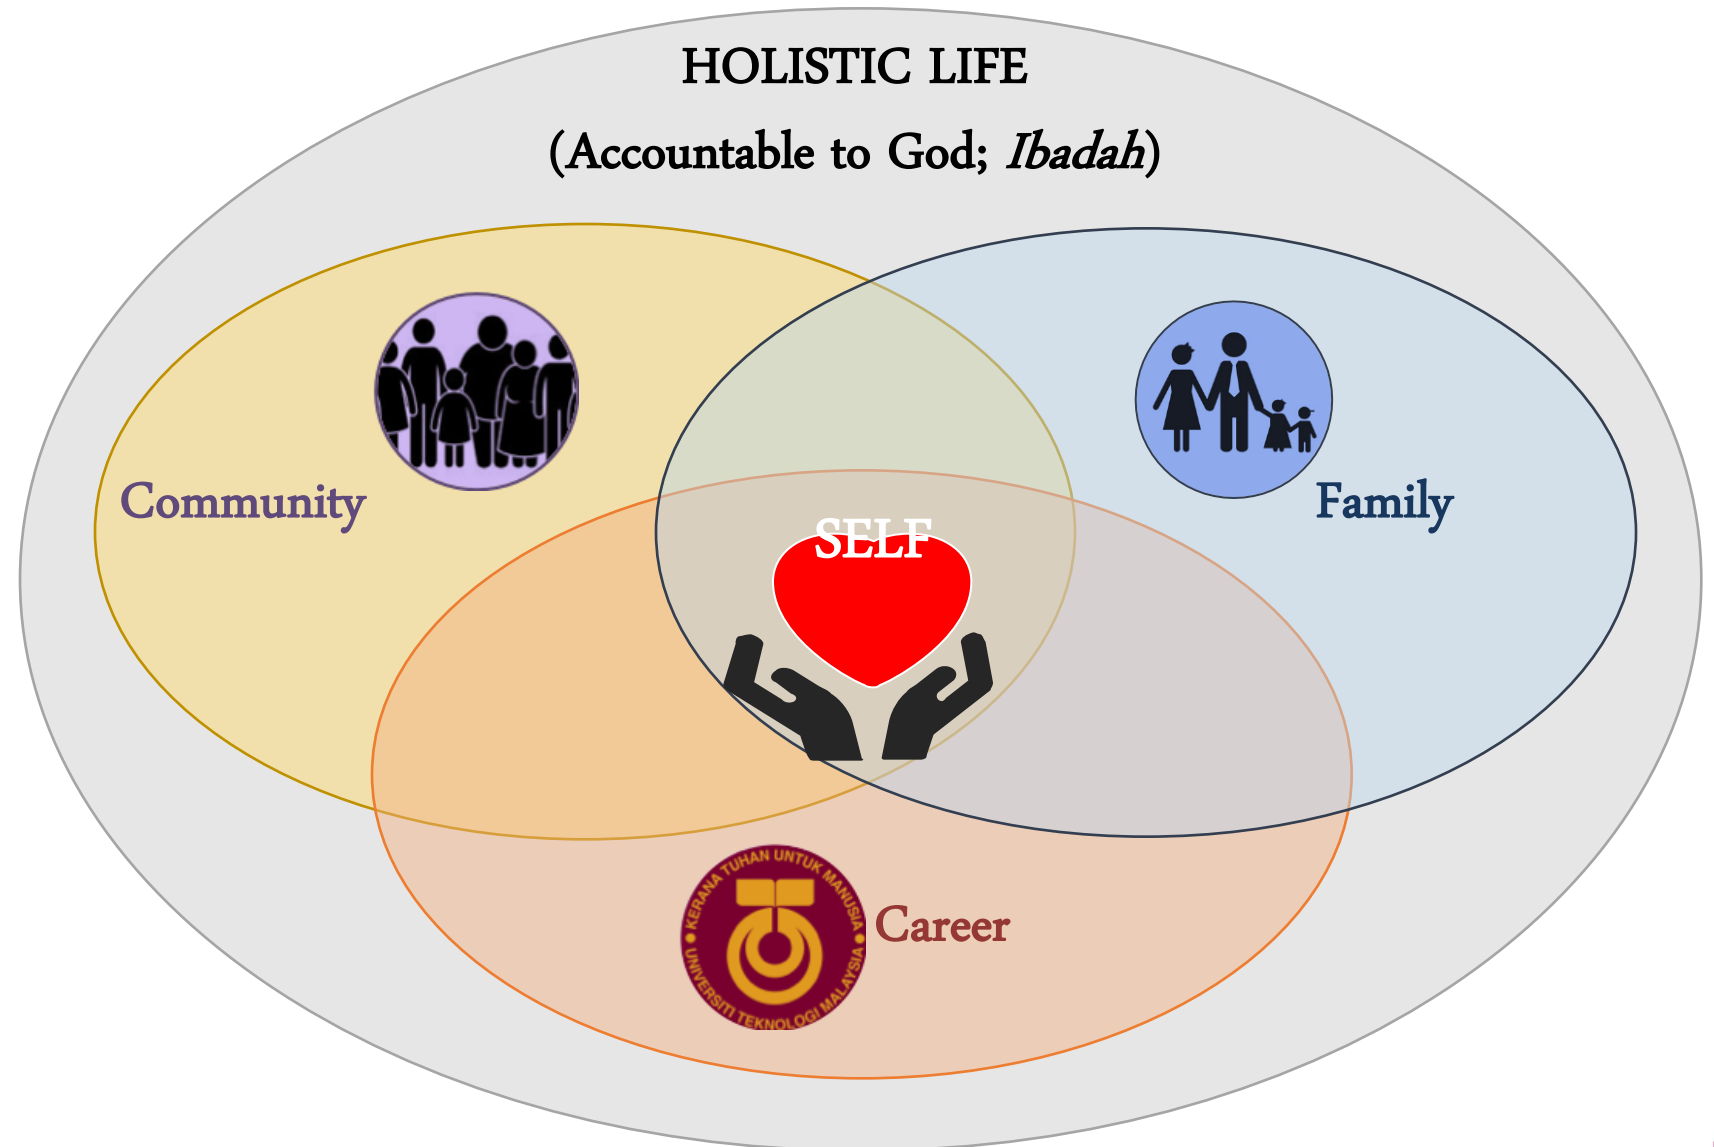 HOLISTIC LIFE
(Accountable to God; Ibadah)
Community
Family
SELF
KERANA TUHAN UNTUK MANUSIA
UNIVERSITI TEKNOLOGI MALAYSIA
Career